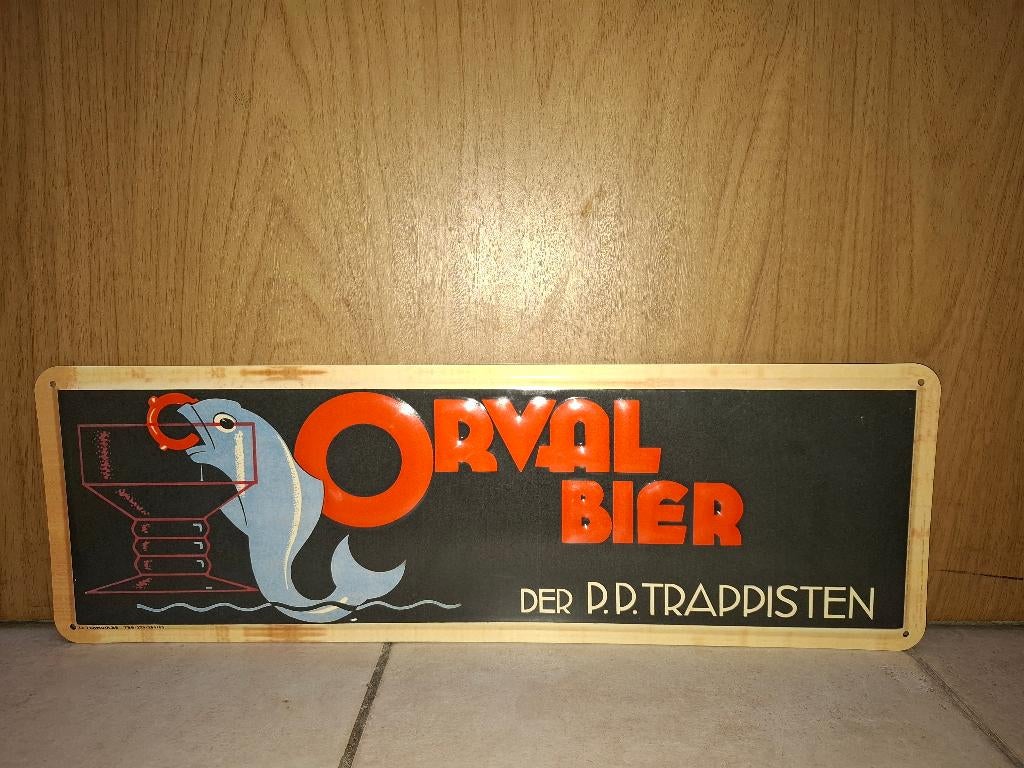 ORVAL
BIER
DER P.P. TRAPPISTEN